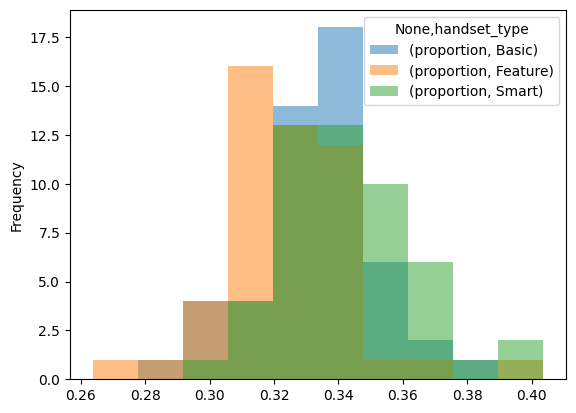 None,handset_type
(proportion, Basic)
(proportion, Feature)
(proportion, Smart)
Frequency
17.5
15.0
12.5
10.0
7.5
5.0
2.5
0.0
0.26 0.28 0.30 0.32 0.34 0.36 0.38 0.40